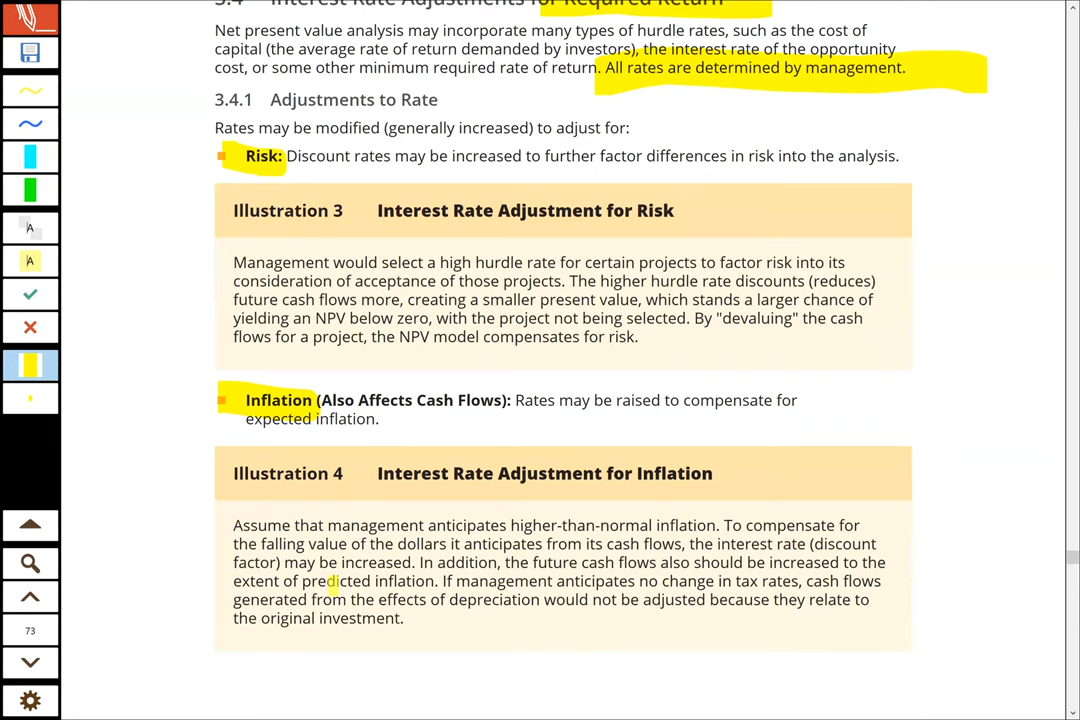 3.4 Interest Rate Adjustments for Required Return
Net present value analysis may incorporate many types of hurdle rates, such as the cost of
capital (the average rate of return demanded by investors), the interest rate of the opportunity
cost, or some other minimum required rate of return. All rates are determined by management.
3.4.1 Adjustments to Rate
Rates may be modified (generally increased) to adjust for:
Risk: Discount rates may be increased to further factor differences in risk into the analysis.
Illustration 3 Interest Rate Adjustment for Risk
Management would select a high hurdle rate for certain projects to factor risk into its
consideration of acceptance of those projects. The higher hurdle rate discounts (reduces)
future cash flows more, creating a smaller present value, which stands a larger chance of
yielding an NPV below zero, with the project not being selected. By "devaluing" the cash
flows for a project, the NPV model compensates for risk.
Inflation (Also Affects Cash Flows): Rates may be raised to compensate for
expected inflation.
Illustration 4 Interest Rate Adjustment for Inflation
Assume that management anticipates higher-than-normal inflation. To compensate for
the falling value of the dollars it anticipates from its cash flows, the interest rate (discount
factor) may be increased. In addition, the future cash flows also should be increased to the
extent of predicted inflation. If management anticipates no change in tax rates, cash flows
generated from the effects of depreciation would not be adjusted because they relate to
the original investment.
A
A
73